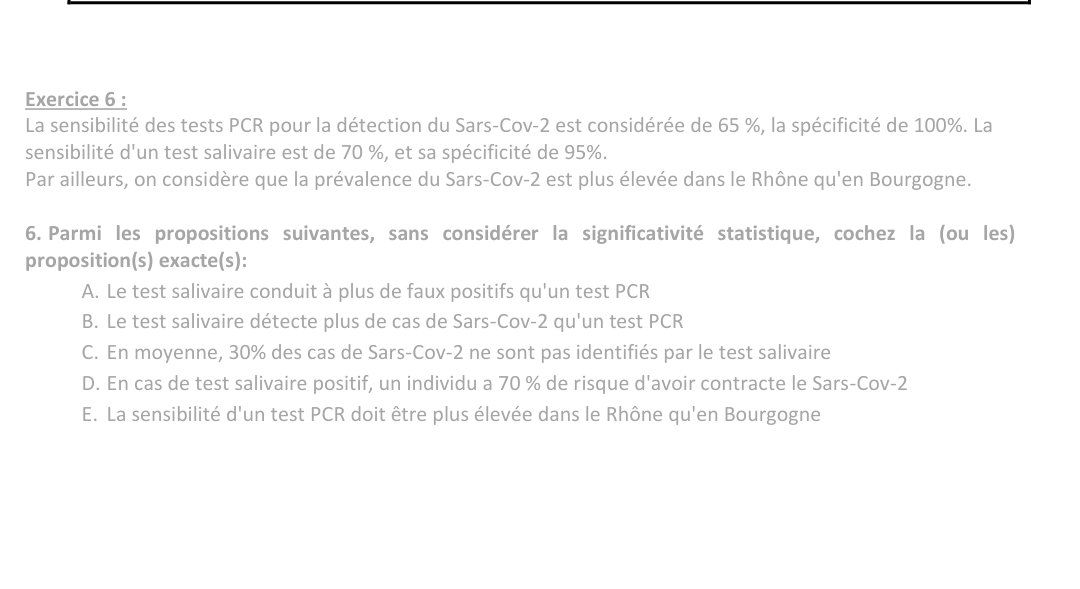 Exercice 6 :
La sensibilité des tests PCR pour la détection du Sars-Cov-2 est considérée de 65 %, la spécificité de 100%. La
sensibilité d'un test salivaire est de 70 %, et sa spécificité de 95%.
Par ailleurs, on considère que la prévalence du Sars-Cov-2 est plus élevée dans le Rhône qu'en Bourgogne.
6. Parmi les propositions suivantes, sans considérer la significativité statistique, cochez la (ou les)
proposition(s) exacte(s):
A. Le test salivaire conduit à plus de faux positifs qu'un test PCR
B. Le test salivaire détecte plus de cas de Sars-Cov-2 qu'un test PCR
C. En moyenne, 30% des cas de Sars-Cov-2 ne sont pas identifiés par le test salivaire
D. En cas de test salivaire positif, un individu a 70 % de risque d'avoir contracte le Sars-Cov-2
E. La sensibilité d'un test PCR doit être plus élevée dans le Rhône qu'en Bourgogne